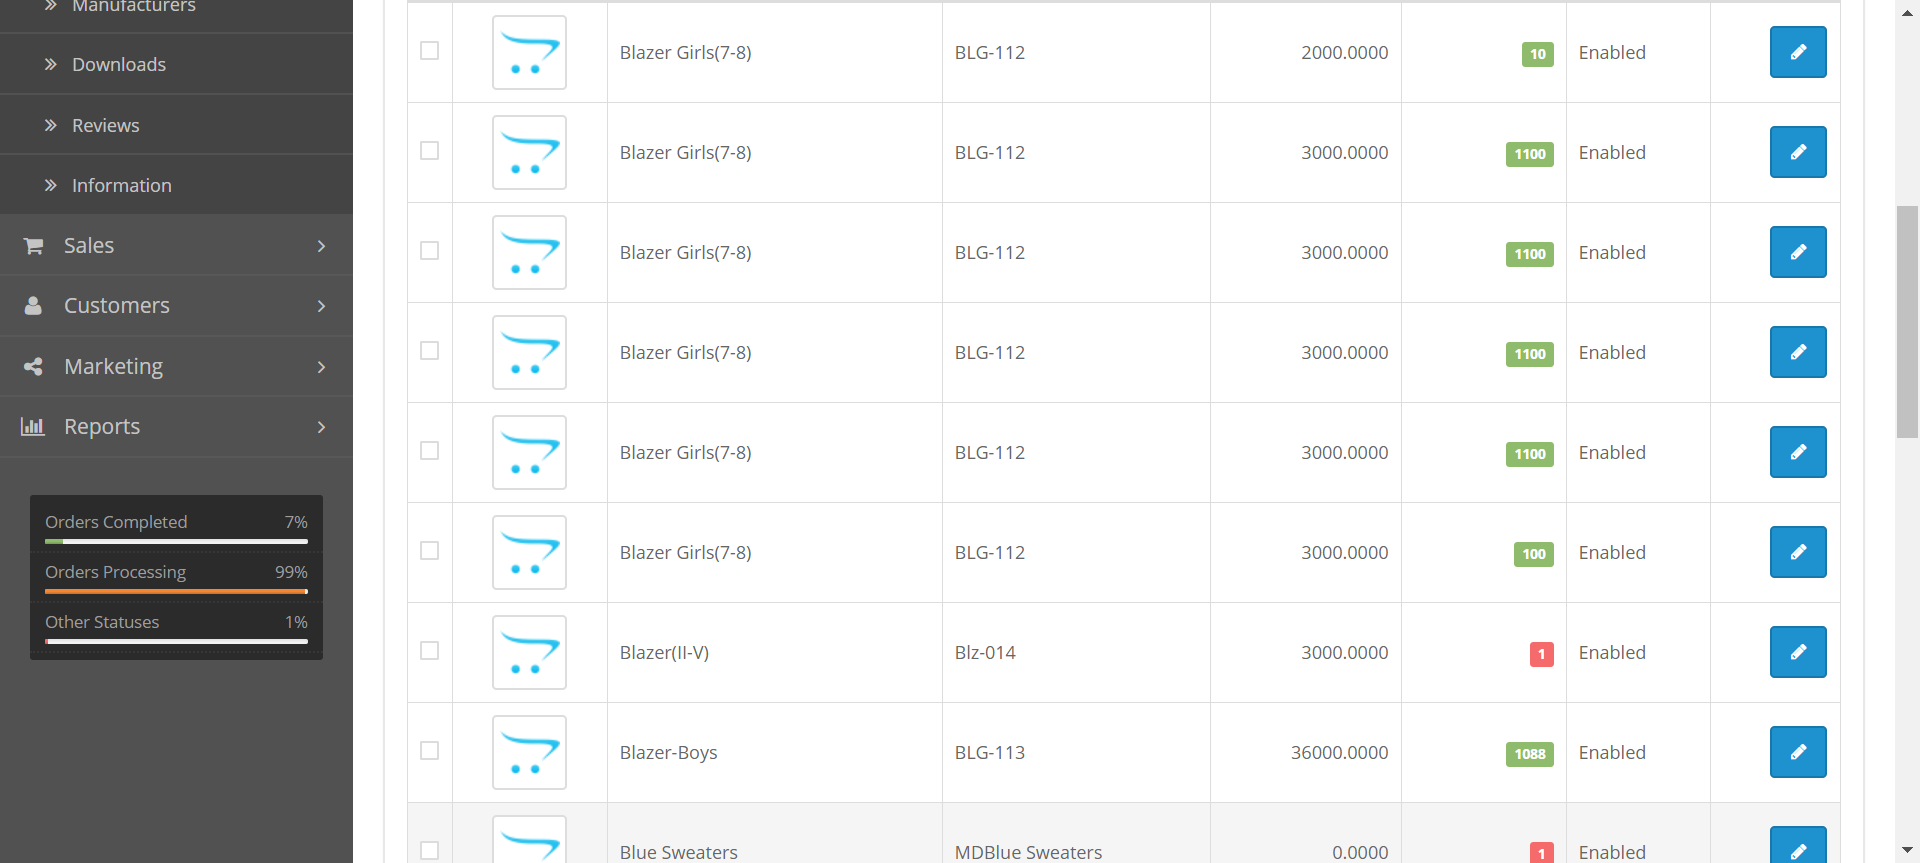 Manufacturers
Downloads
Reviews
Information
Sales
Customers
Marketing
Reports
Orders Completed 7%
Orders Processing 99%
Other Statuses 1%
Blazer Girls(7-8) BLG-112 2000.0000 10 Enabled
Blazer Girls(7-8) BLG-112 3000.0000 1100 Enabled
Blazer Girls(7-8) BLG-112 3000.0000 1100 Enabled
Blazer Girls(7-8) BLG-112 3000.0000 1100 Enabled
Blazer Girls(7-8) BLG-112 3000.0000 1100 Enabled
Blazer Girls(7-8) BLG-112 3000.0000 100 Enabled
Blazer(II-V) Blz-014 3000.0000 1 Enabled
Blazer-Boys BLG-113 36000.0000 1088 Enabled
Blue Sweaters MDBlue Sweaters 0.0000 1 Enabled